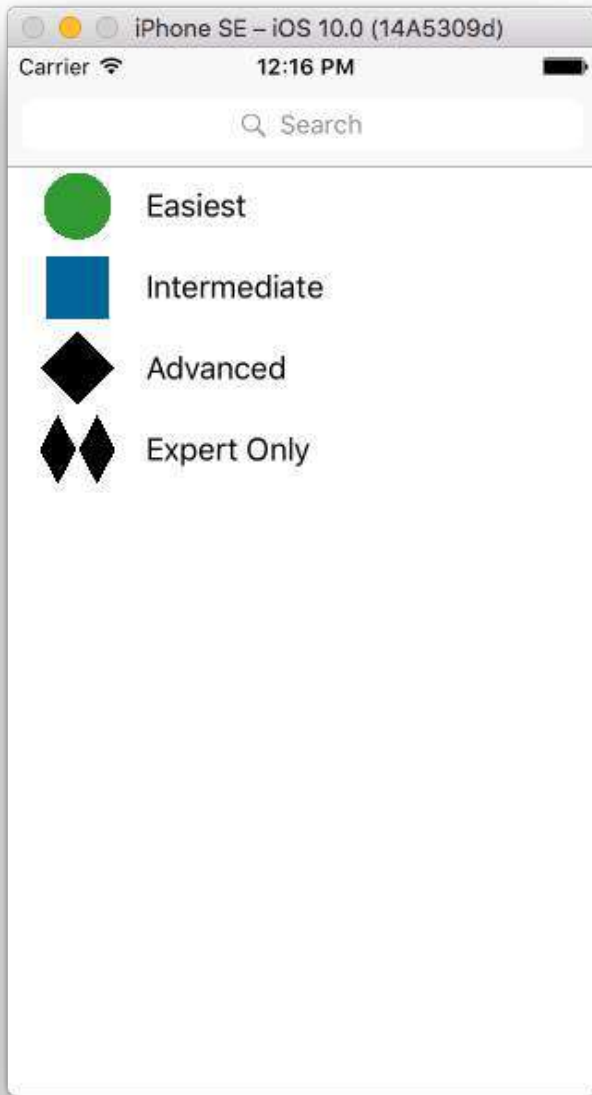 iPhone SE – iOS 10.0 (14A5309d)
Carrier 12:16 PM
Search
Easiest
Intermediate
Advanced
Expert Only